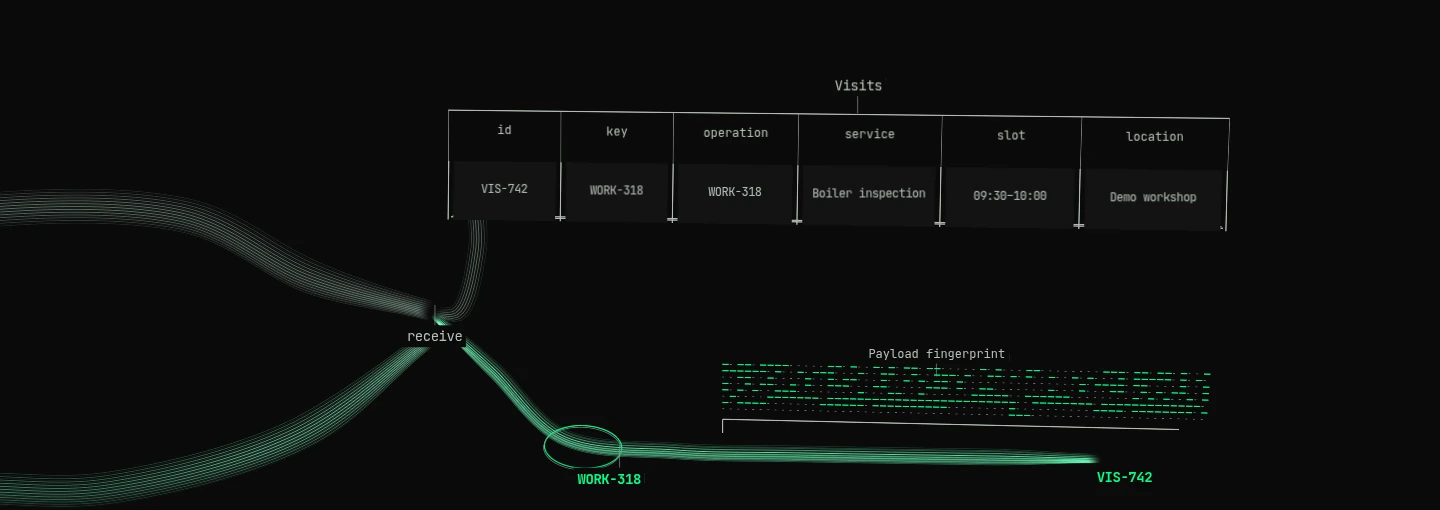 Visits
id key operation service slot location
VIS-742 WORK-318 WORK-318 Boiler inspection 09:30–10:00 Demo workshop
receive
Payload fingerprint
WORK-318
VIS-742